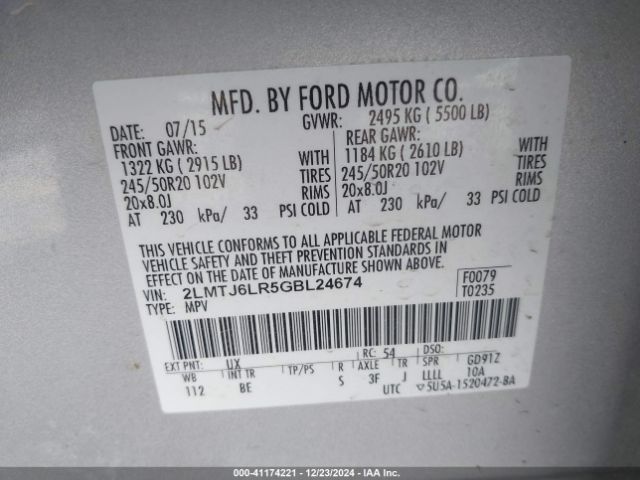 MFD. BY FORD MOTOR CO.
DATE: 07/15 GVWR: 2495 KG ( 5500 LB)
FRONT GAWR: REAR GAWR:
1322 KG ( 2915 LB) WITH 1184 KG ( 2610 LB) WITH
245/50R20 102V TIRES 245/50R20 102V TIRES
20x8.0J RIMS 20x8.0J RIMS
AT 230 kPa/ 33 PSI COLD AT 230 kPa/ 33 PSI COLD
THIS VEHICLE CONFORMS TO ALL APPLICABLE FEDERAL MOTOR
VEHICLE SAFETY AND THEFT PREVENTION STANDARDS IN
EFFECT ON THE DATE OF MANUFACTURE SHOWN ABOVE.
VIN: 2LMTJ6LR5GBL24674 F0079
TYPE: MPV T0235
EXT PNT: UX RC: 54 DSO:
WB INT TR TP/PS R AXLE TR SPR GD91Z
112 BE S 3F J LLLL 10A
UTC ▽5U5A-1520472-BA
000-41174221 - 12/23/2024 - IAA Inc.